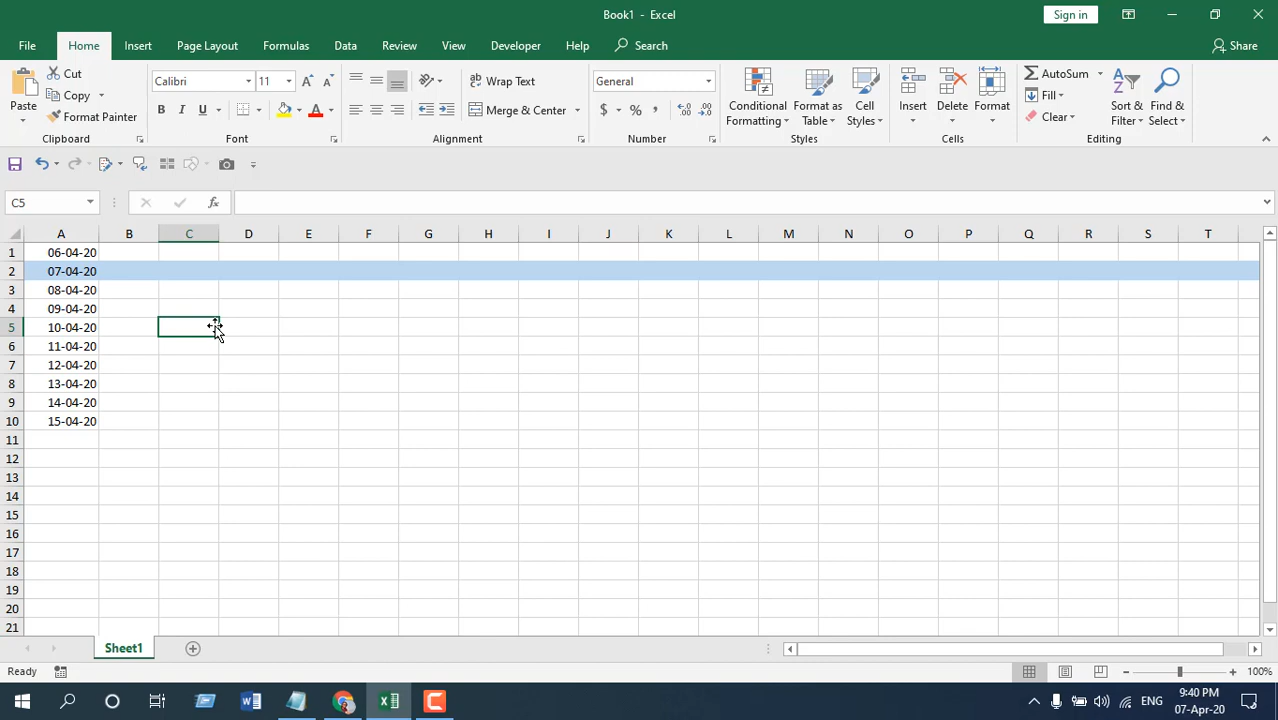 Book1 - Excel
Sign in
File Home Insert Page Layout Formulas Data Review View Developer Help Search Share
Paste
Cut
Copy
Format Painter
Clipboard
Calibri 11
B I U
Font
Wrap Text
Merge & Center
Alignment
General
$ % ,
Number
Conditional Formatting
Format as Table
Cell Styles
Styles
Insert
Delete
Format
Cells
AutoSum
Fill
Clear
Sort & Filter
Find & Select
Editing
C5 fx
A B C D E F G H I J K L M N O P Q R S T
1 06-04-20
2 07-04-20
3 08-04-20
4 09-04-20
5 10-04-20
6 11-04-20
7 12-04-20
8 13-04-20
9 14-04-20
10 15-04-20
11
12
13
14
15
16
17
18
19
20
21
Sheet1
Ready
100%
ENG
9:40 PM
07-Apr-20